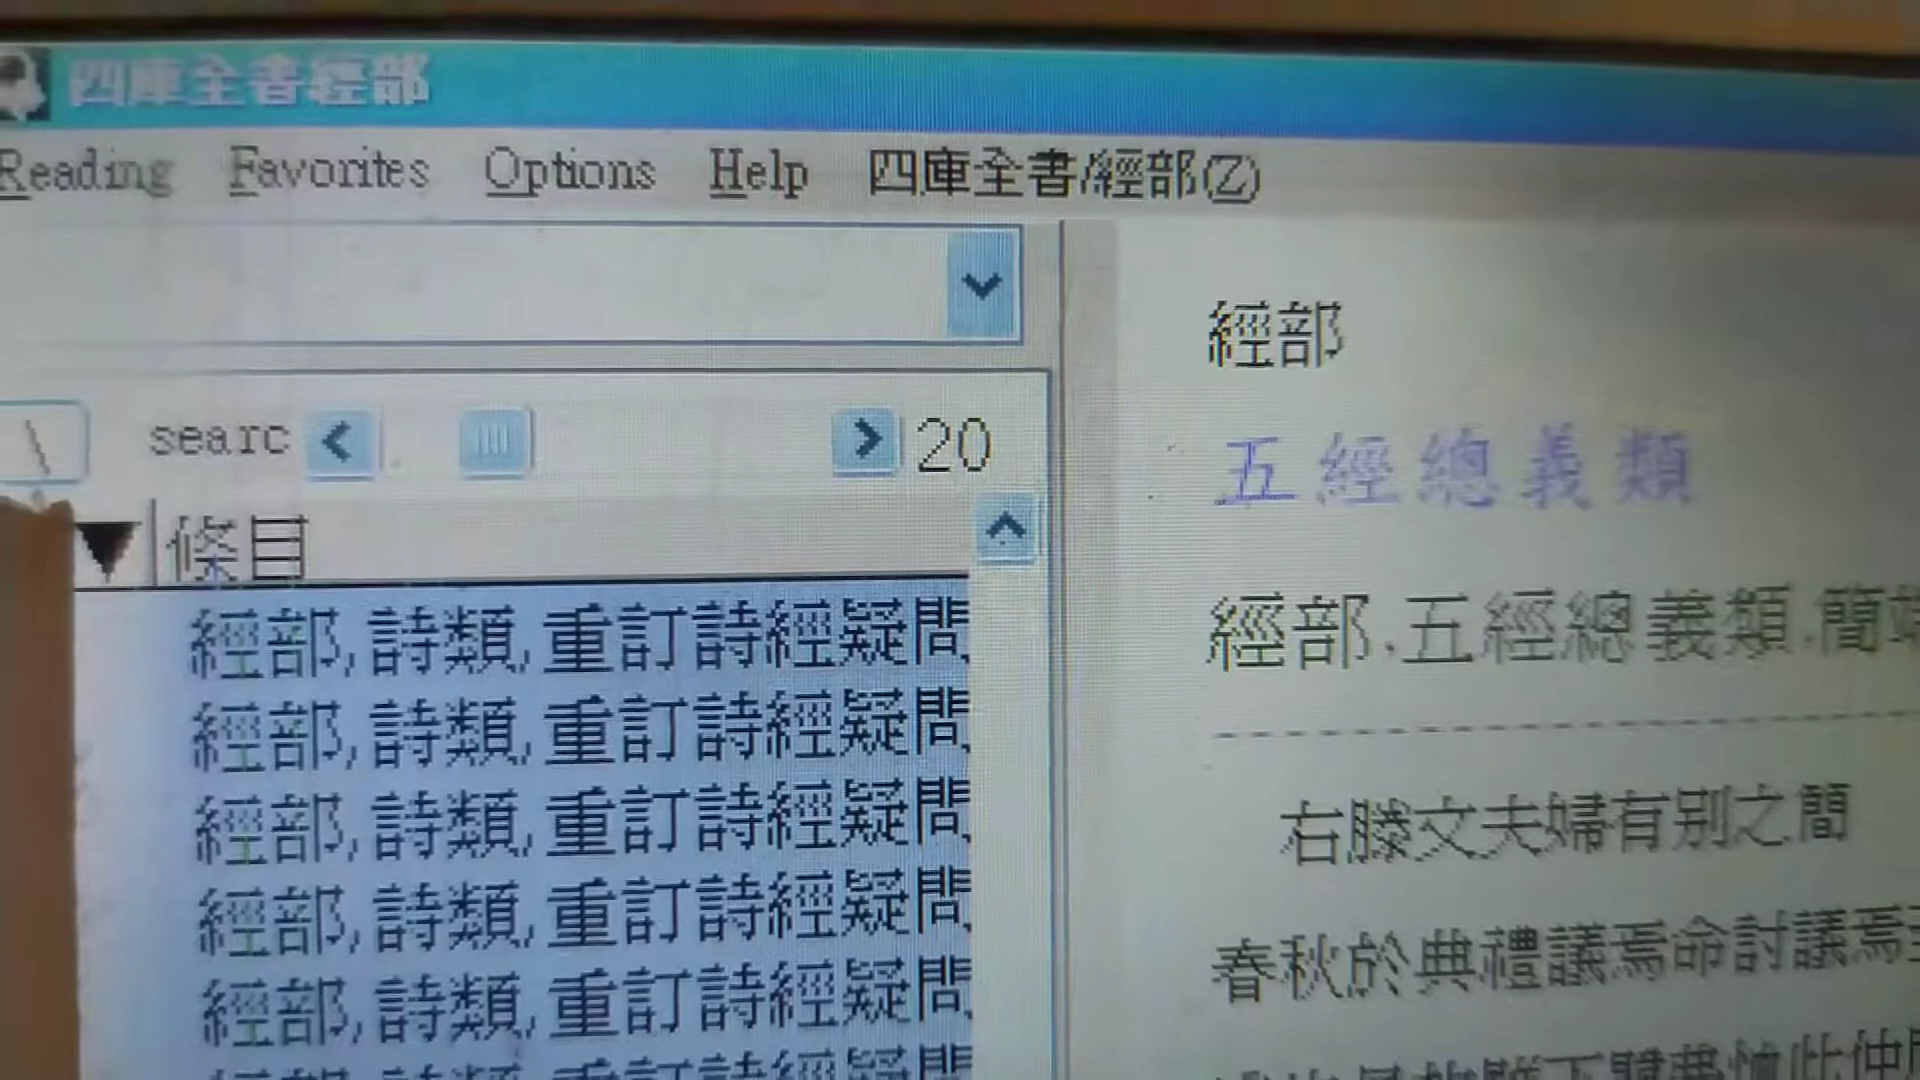 四庫全書經部
Reading Favorites Options Help 四庫全書/經部(Z)
searc 20
條目
經部,詩類,重訂詩經疑問,
經部,詩類,重訂詩經疑問,
經部,詩類,重訂詩經疑問,
經部,詩類,重訂詩經疑問,
經部,詩類,重訂詩經疑問,
經部
五經總義類
經部.五經總義類.簡端
右滕文夫婦有别之間
春秋於典禮議焉命討議焉至